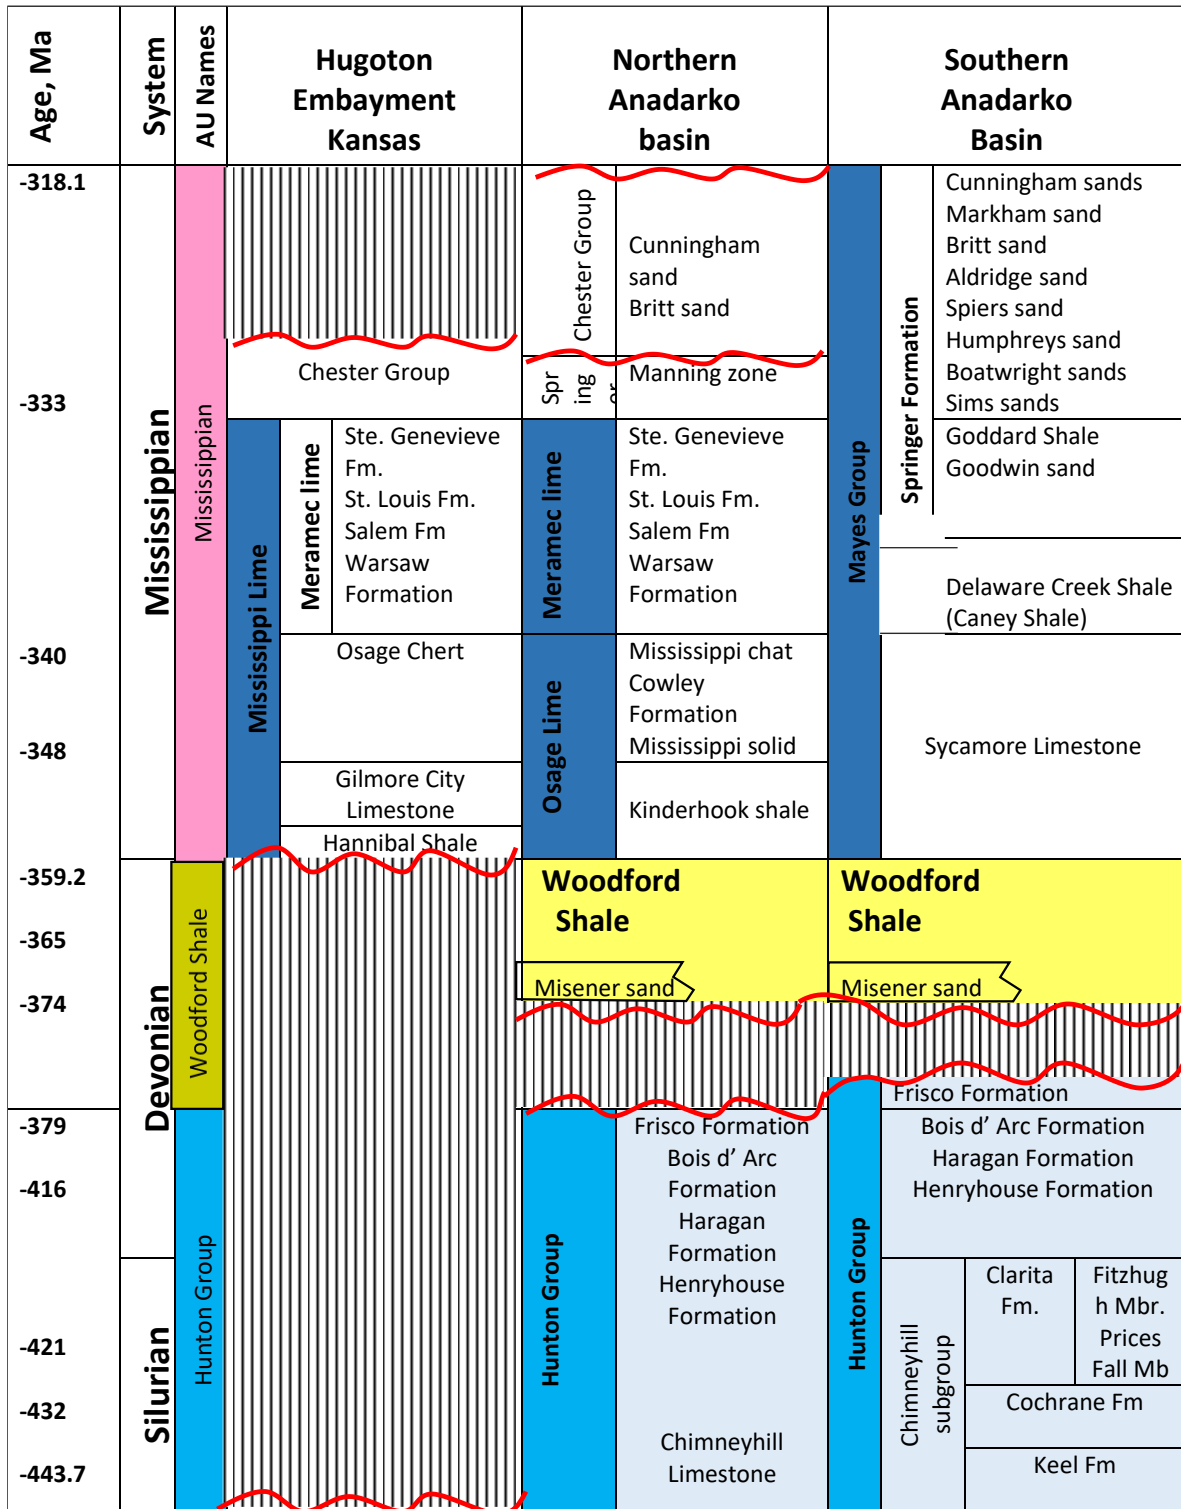 Age, Ma
System
AU Names
Hugoton
Embayment
Kansas
Northern
Anadarko
basin
Southern
Anadarko
Basin
-318.1
-333
-340
-348
-359.2
-365
-374
-379
-416
-421
-432
-443.7
Mississippian
Devonian
Silurian
Mississippian
Woodford Shale
Hunton Group
Chester Group
Mississippi Lime
Meramec lime
Ste. Genevieve
Fm.
St. Louis Fm.
Salem Fm
Warsaw
Formation
Osage Chert
Gilmore City
Limestone
Hannibal Shale
Chester Group
Cunningham
sand
Britt sand
Spr
ing
er
Manning zone
Meramec lime
Ste. Genevieve
Fm.
St. Louis Fm.
Salem Fm
Warsaw
Formation
Osage Lime
Mississippi chat
Cowley
Formation
Mississippi solid
Kinderhook shale
Woodford
Shale
Misener sand
Hunton Group
Frisco Formation
Bois d’ Arc
Formation
Haragan
Formation
Henryhouse
Formation
Chimneyhill
Limestone
Mayes Group
Springer Formation
Cunningham sands
Markham sand
Britt sand
Aldridge sand
Spiers sand
Humphreys sand
Boatwright sands
Sims sands
Goddard Shale
Goodwin sand
Delaware Creek Shale
(Caney Shale)
Sycamore Limestone
Woodford
Shale
Misener sand
Hunton Group
Frisco Formation
Bois d’ Arc Formation
Haragan Formation
Henryhouse Formation
Chimneyhill
subgroup
Clarita
Fm.
Fitzhug
h Mbr.
Prices
Fall Mb
Cochrane Fm
Keel Fm